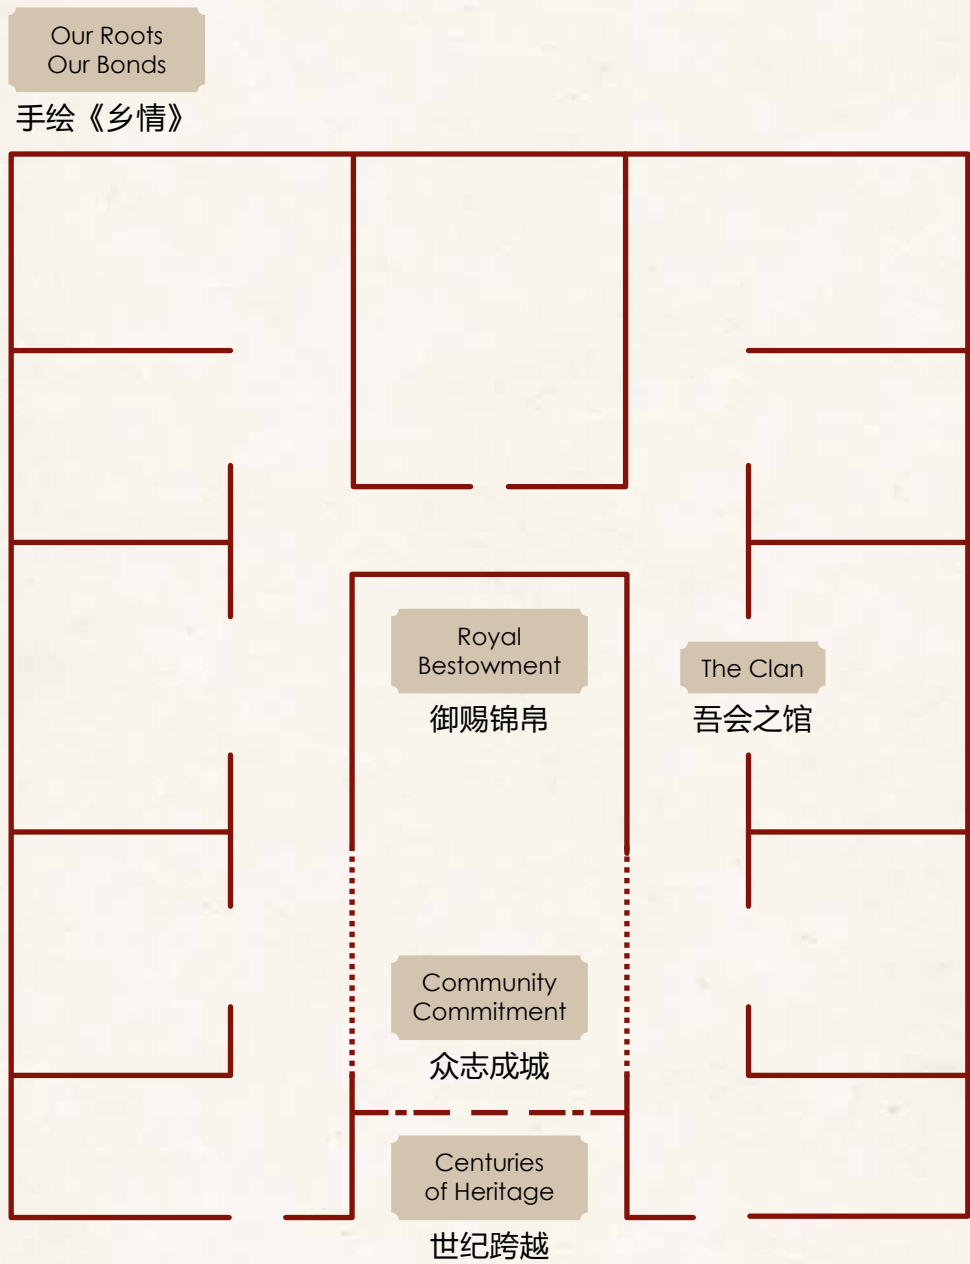 Our Roots
Our Bonds
手绘《乡情》
Royal
Bestowment
御赐锦帛
The Clan
吾会之馆
Community
Commitment
众志成城
Centuries
of Heritage
世纪跨越